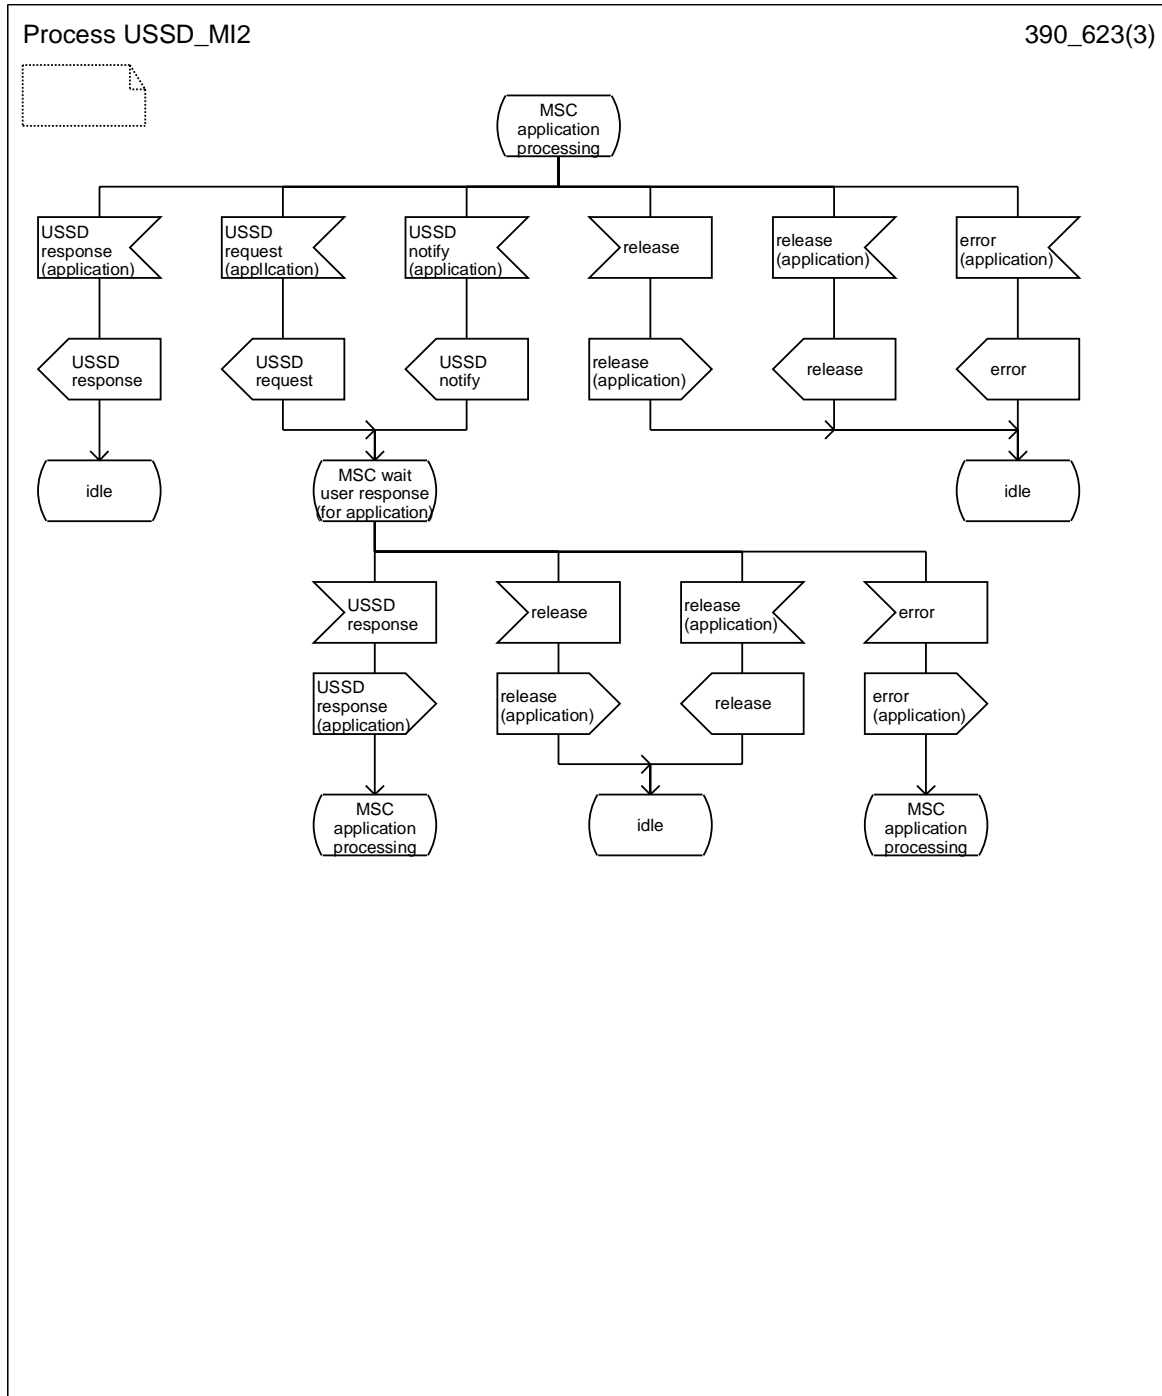 Process USSD_MI2
390_623(3)
MSC
application
processing
USSD
response
(application)
USSD
request
(appIlcation)
USSD
notify
(application)
release
release
(application)
error
(application)
USSD
response
USSD
request
USSD
notify
release
(application)
release
error
idle
MSC wait
user response
(for application)
idle
USSD
response
release
release
(application)
error
USSD
response
(application)
release
(application)
release
error
(application)
MSC
application
processing
idle
MSC
application
processing